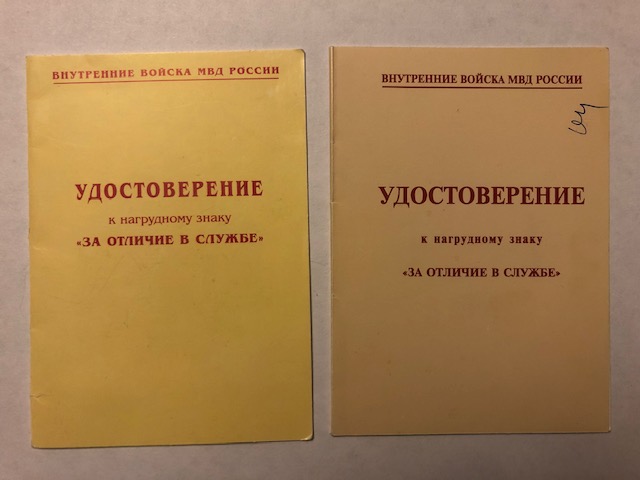 ВНУТРЕННИЕ ВОЙСКА МВД РОССИИ
УДОСТОВЕРЕНИЕ
к нагрудному знаку
«ЗА ОТЛИЧИЕ В СЛУЖБЕ»
ВНУТРЕННИЕ ВОЙСКА МВД РОССИИ
УДОСТОВЕРЕНИЕ
к нагрудному знаку
«ЗА ОТЛИЧИЕ В СЛУЖБЕ»